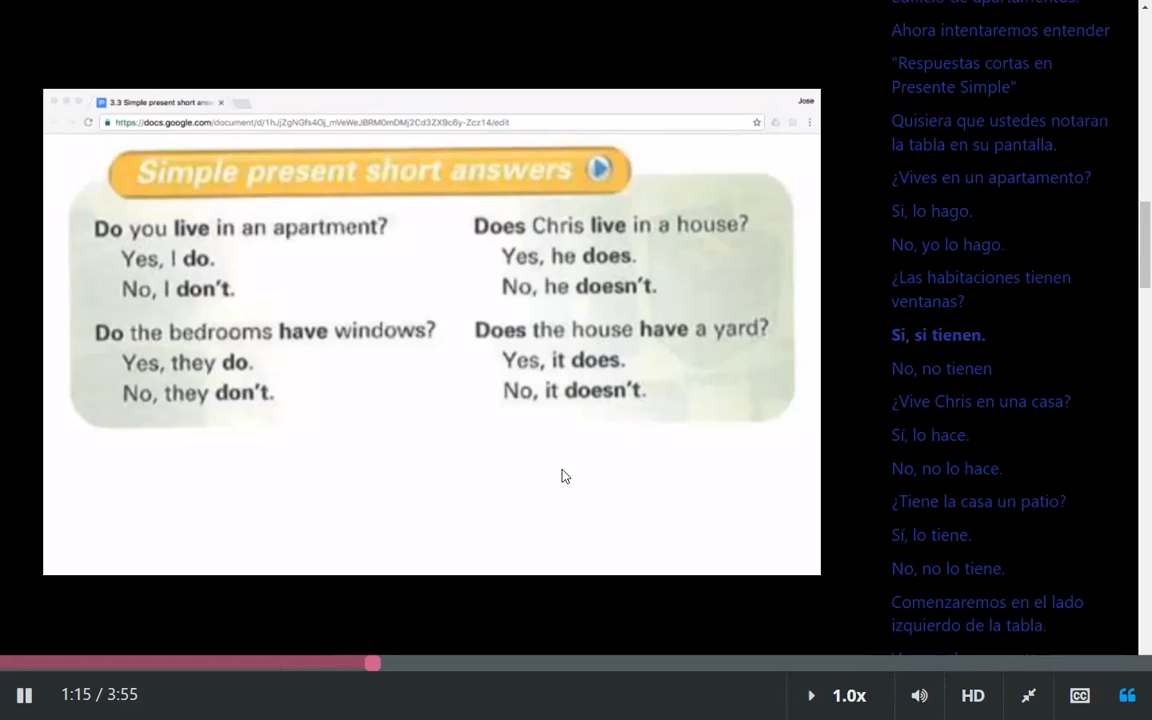 3.3 Simple present short ans
Jose
https://docs.google.com/document/d/1hJjZgNGfs4Oj_mVeWeJBRM0mDMj2Cd3ZX9c6y-Zcz14/edit
Simple present short answers
Do you live in an apartment?
Yes, I do.
No, I don't.
Do the bedrooms have windows?
Yes, they do.
No, they don't.
Does Chris live in a house?
Yes, he does.
No, he doesn't.
Does the house have a yard?
Yes, it does.
No, it doesn't.
edificio de apartamentos.
Ahora intentaremos entender
"Respuestas cortas en
Presente Simple"
Quisiera que ustedes notaran
la tabla en su pantalla.
¿Vives en un apartamento?
Si, lo hago.
No, yo lo hago.
¿Las habitaciones tienen
ventanas?
Si, si tienen.
No, no tienen
¿Vive Chris en una casa?
Sí, lo hace.
No, no lo hace.
¿Tiene la casa un patio?
Sí, lo tiene.
No, no lo tiene.
Comenzaremos en el lado
izquierdo de la tabla.
1:15 / 3:55
1.0x
HD
CC